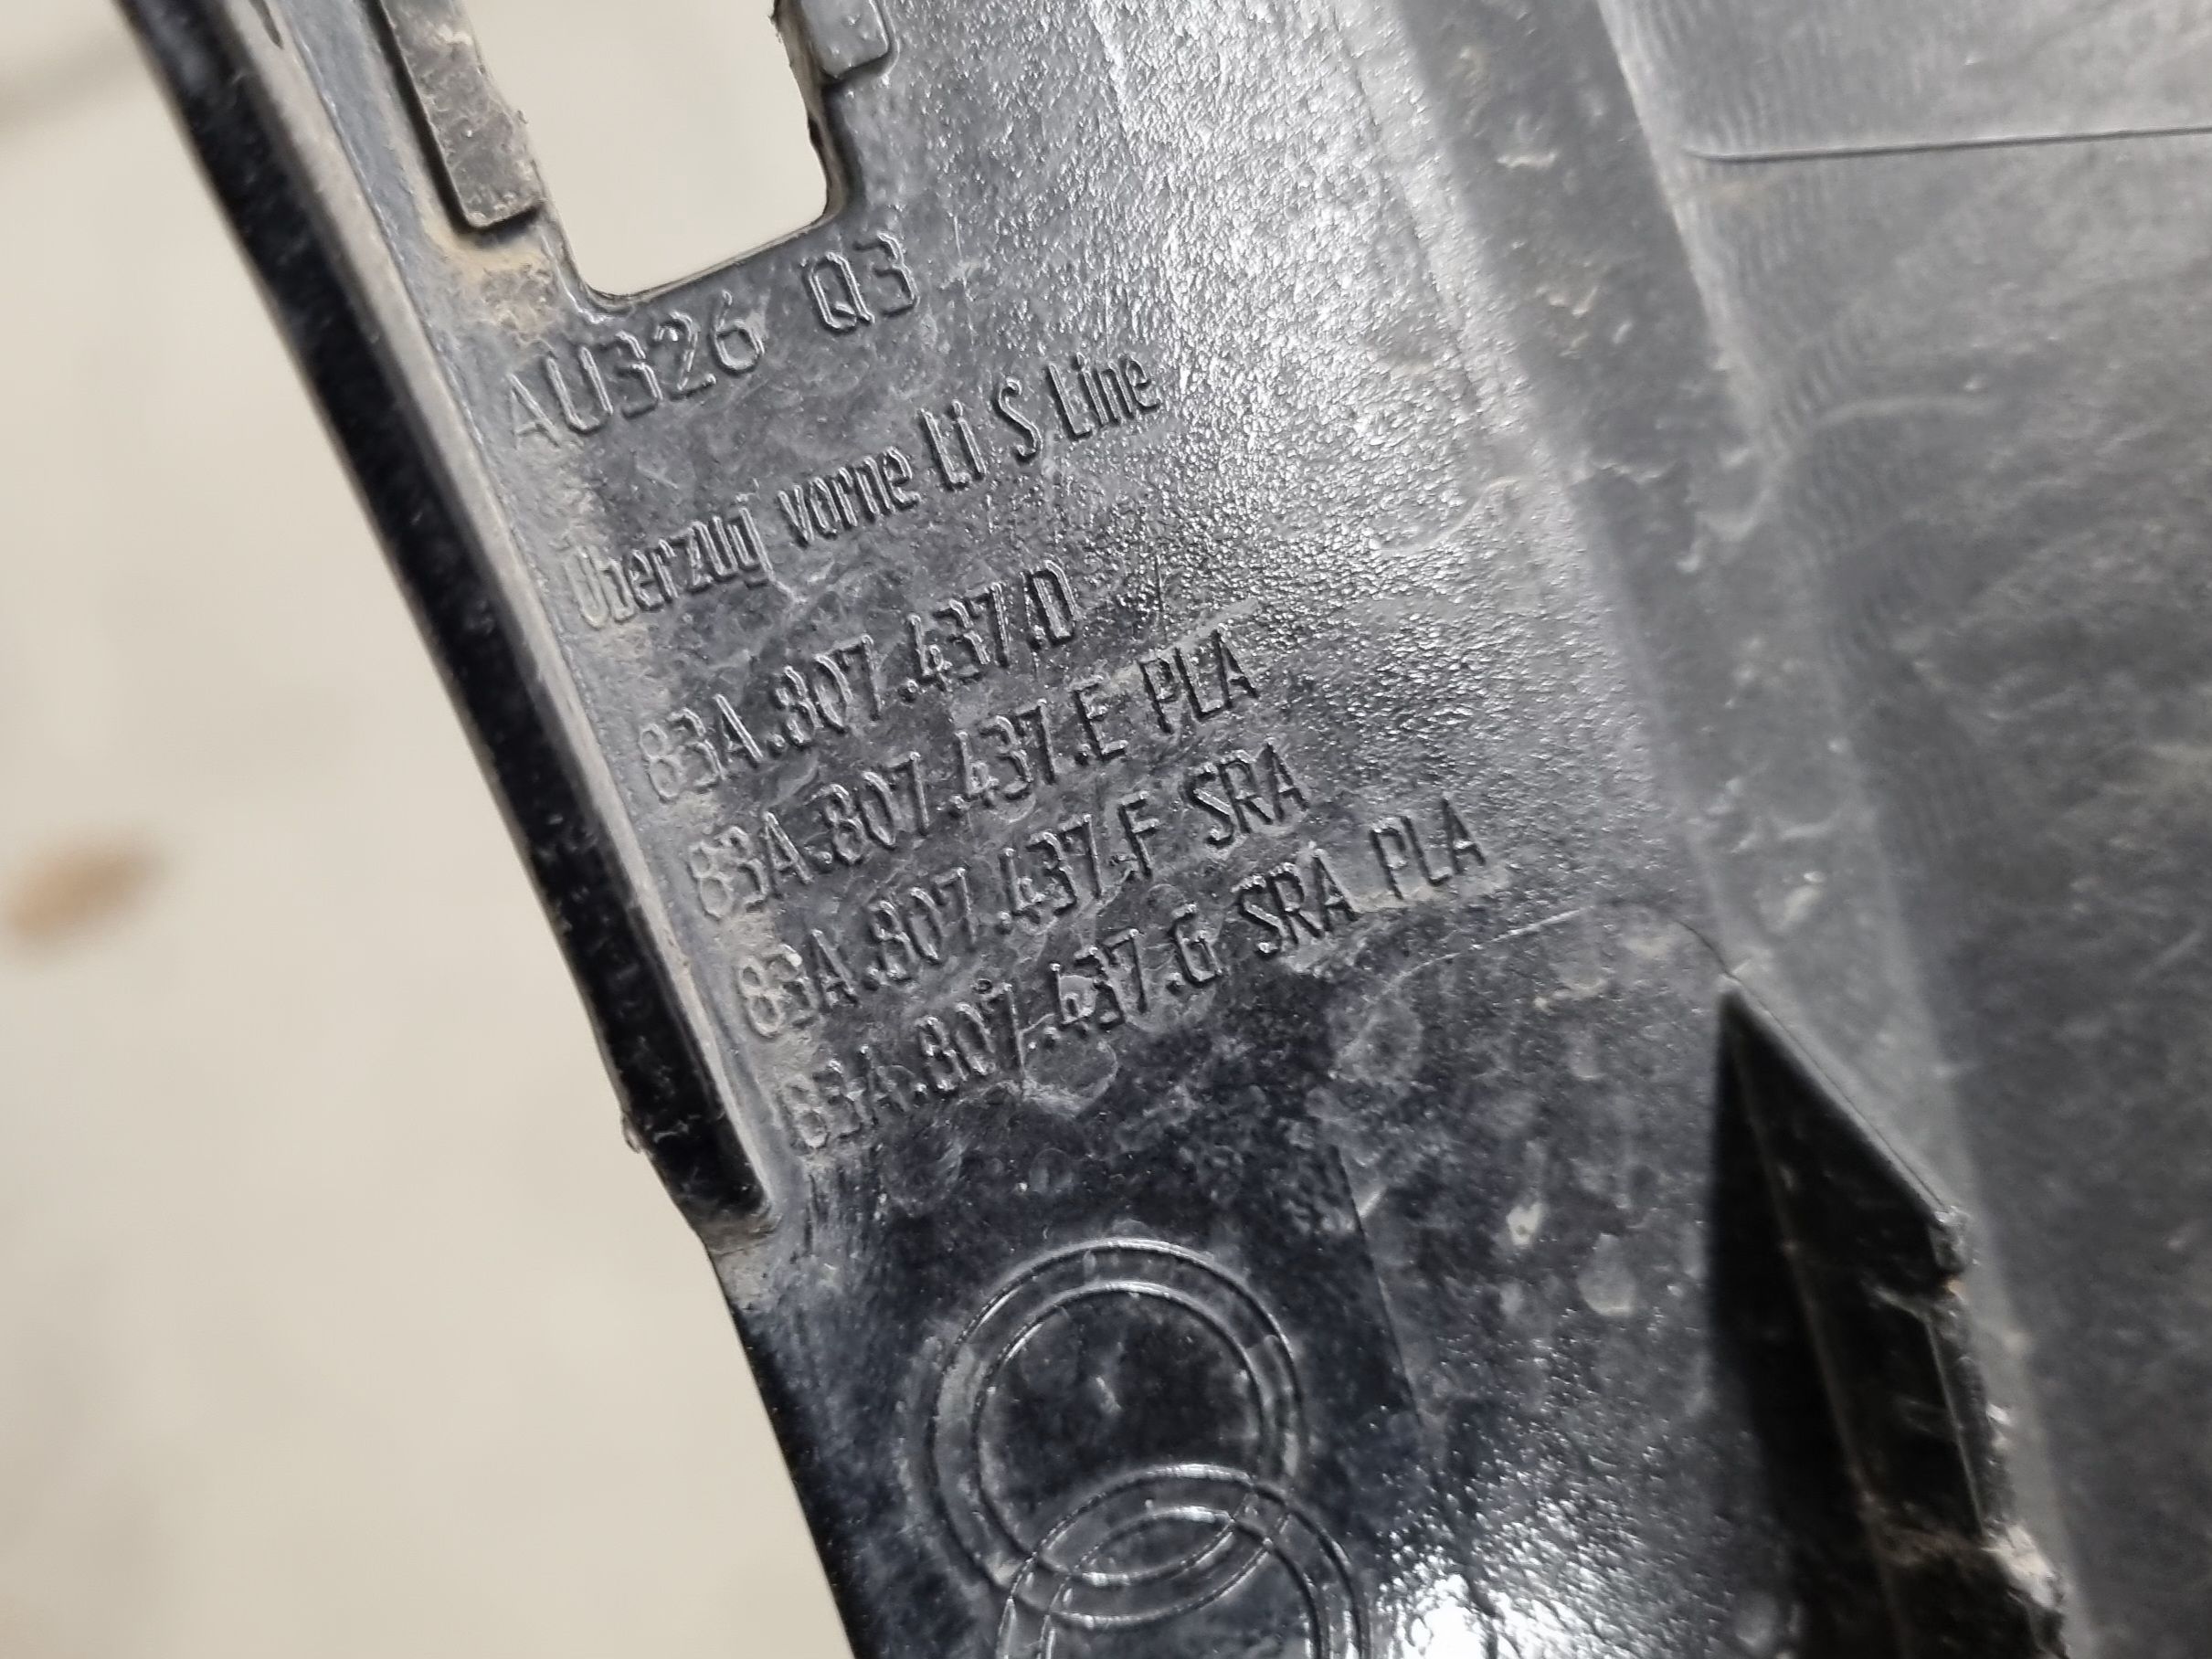 AU326 Q3
Überzug vorne Li S Line
83A.807.437.D
83A.807.437.E PLA
83A.807.437.F SRA
83A.807.437.G SRA PLA